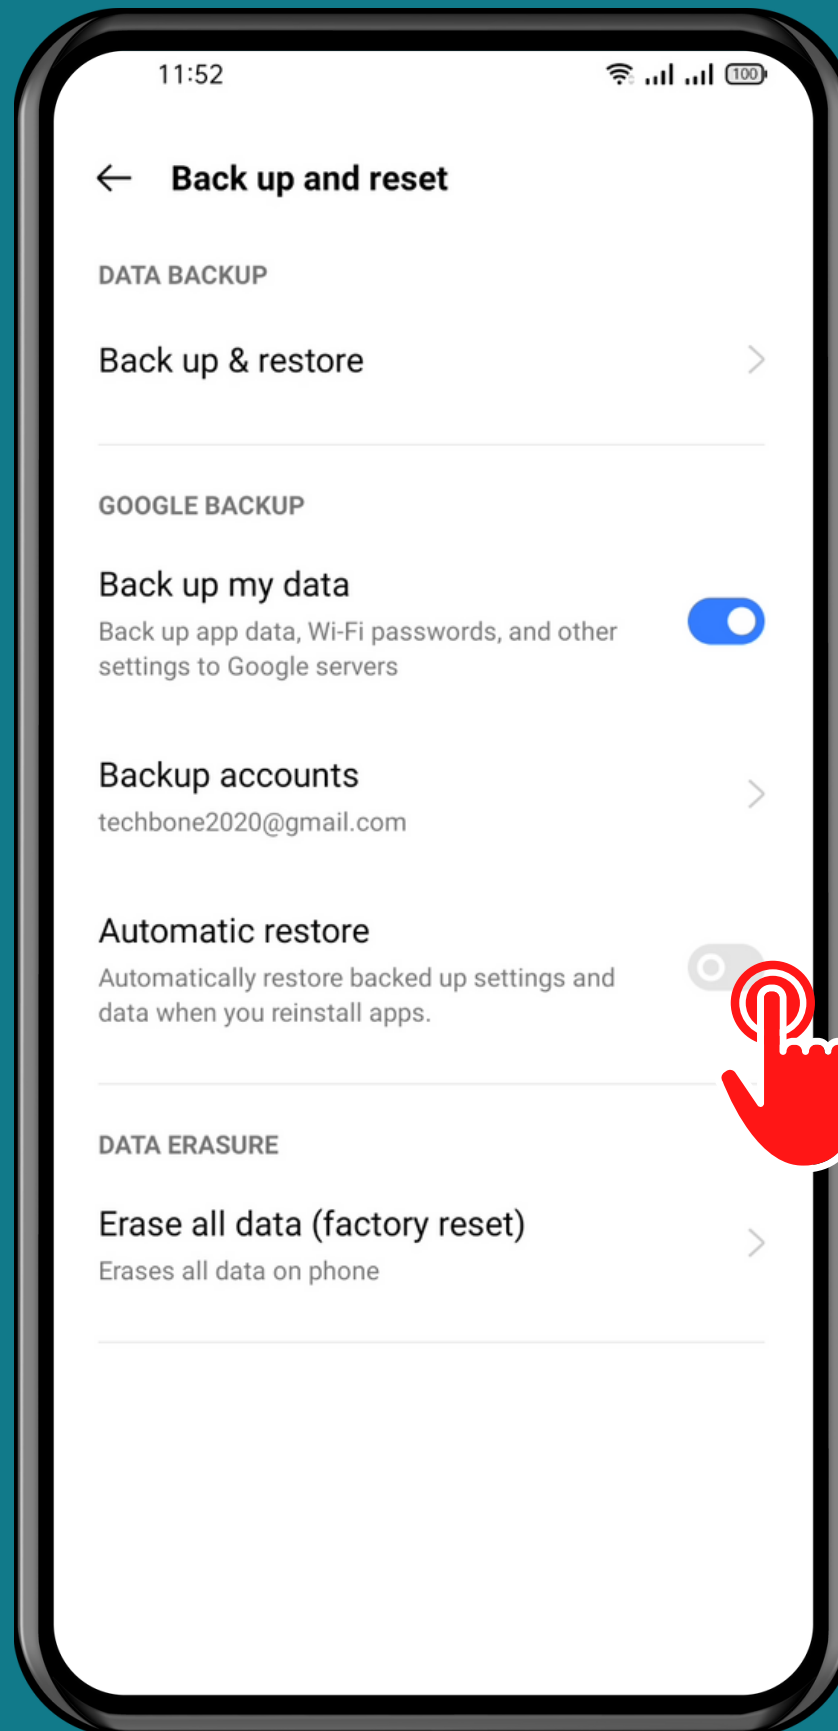 11:52
100
Back up and reset
DATA BACKUP
Back up & restore
GOOGLE BACKUP
Back up my data
Back up app data, Wi-Fi passwords, and other
settings to Google servers
Backup accounts
techbone2020@gmail.com
Automatic restore
Automatically restore backed up settings and
data when you reinstall apps.
DATA ERASURE
Erase all data (factory reset)
Erases all data on phone